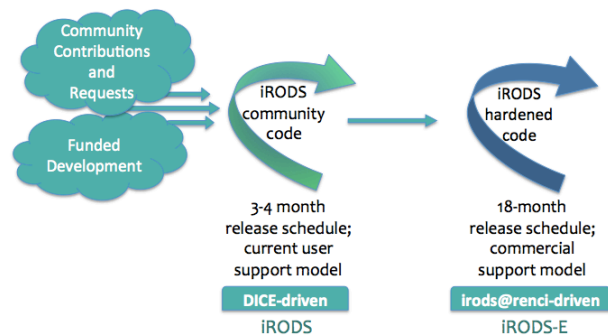 Community
Contributions
and
Requests
Funded
Development
iRODS
community
code
iRODS
hardened
code
3-4 month
release schedule;
current user
support model
18-month
release schedule;
commercial
support model
DICE-driven
irods@renci-driven
iRODS
iRODS-E